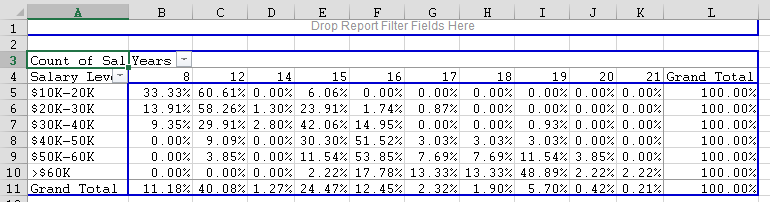 A B C D E F G H I J K L
1 Drop Report Filter Fields Here
2
3 Count of Sal Years
4 Salary Lev 8 12 14 15 16 17 18 19 20 21 Grand Total
5 $10K-20K 33.33% 60.61% 0.00% 6.06% 0.00% 0.00% 0.00% 0.00% 0.00% 0.00% 100.00%
6 $20K-30K 13.91% 58.26% 1.30% 23.91% 1.74% 0.87% 0.00% 0.00% 0.00% 0.00% 100.00%
7 $30K-40K 9.35% 29.91% 2.80% 42.06% 14.95% 0.00% 0.00% 0.93% 0.00% 0.00% 100.00%
8 $40K-50K 0.00% 9.09% 0.00% 30.30% 51.52% 3.03% 3.03% 3.03% 0.00% 0.00% 100.00%
9 $50K-60K 0.00% 3.85% 0.00% 11.54% 53.85% 7.69% 7.69% 11.54% 3.85% 0.00% 100.00%
10 >$60K 0.00% 0.00% 0.00% 2.22% 17.78% 13.33% 13.33% 48.89% 2.22% 2.22% 100.00%
11 Grand Total 11.18% 40.08% 1.27% 24.47% 12.45% 2.32% 1.90% 5.70% 0.42% 0.21% 100.00%